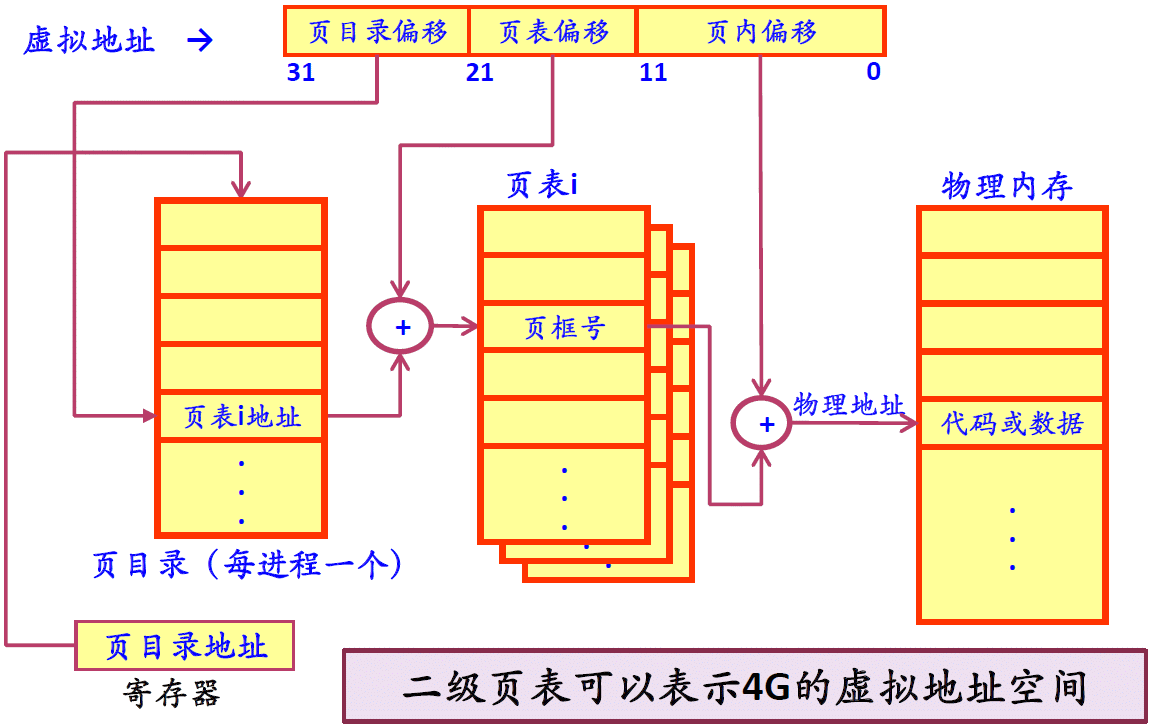 虚拟地址 → 页目录偏移 页表偏移 页内偏移
31 21 11 0
页表i
物理内存
+ 页框号
页表i地址
+ 物理地址 代码或数据
页目录（每进程一个）
页目录地址
寄存器
二级页表可以表示4G的虚拟地址空间